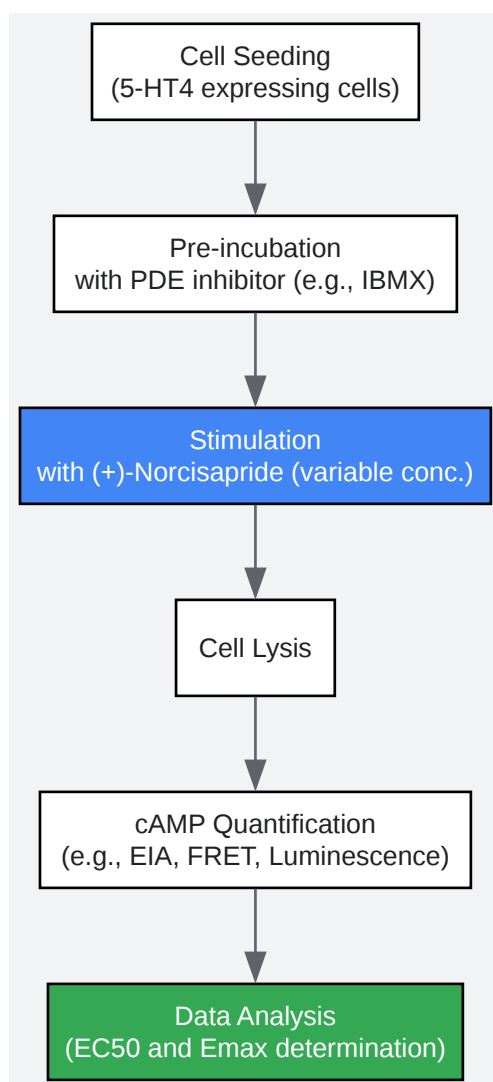 Cell Seeding
(5-HT4 expressing cells)
Pre-incubation
with PDE inhibitor (e.g., IBMX)
Stimulation
with (+)-Norcisapride (variable conc.)
Cell Lysis
cAMP Quantification
(e.g., EIA, FRET, Luminescence)
Data Analysis
(EC50 and Emax determination)